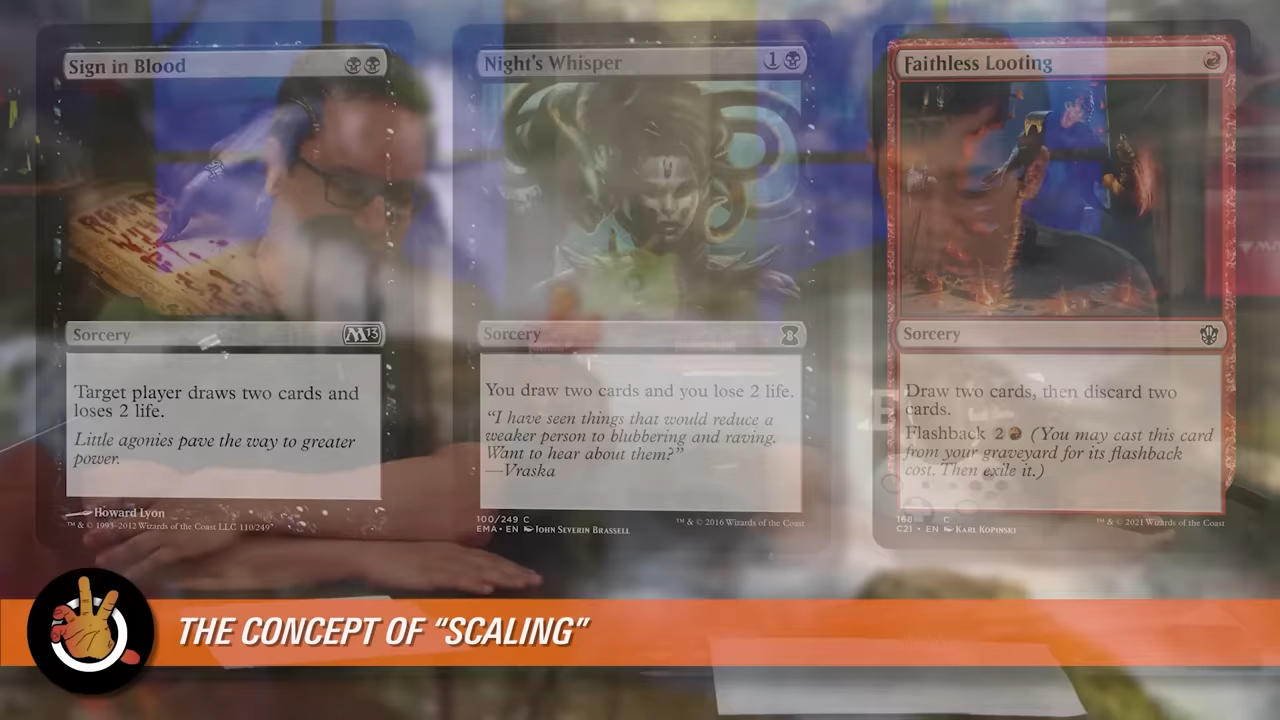 Sign in Blood
Sorcery
M13
Target player draws two cards and
loses 2 life.
Little agonies pave the way to greater
power.
Howard Lyon
™ & © 1993–2012 Wizards of the Coast LLC 110/249
Night's Whisper
1
Sorcery
You draw two cards and you lose 2 life.
“I have seen things that would reduce a
weaker person to blubbering and raving.
Want to hear about them?”
—Vraska
100/249 C
EMA • EN JOHN SEVERIN BRASSELL
™ & © 2016 Wizards of the Coast
Faithless Looting
Sorcery
Draw two cards, then discard two
cards.
Flashback 2 (You may cast this card
from your graveyard for its flashback
cost. Then exile it.)
168 C
C21 • EN KARL KOPINSKI
™ & © 2021 Wizards of the Coast
THE CONCEPT OF “SCALING”